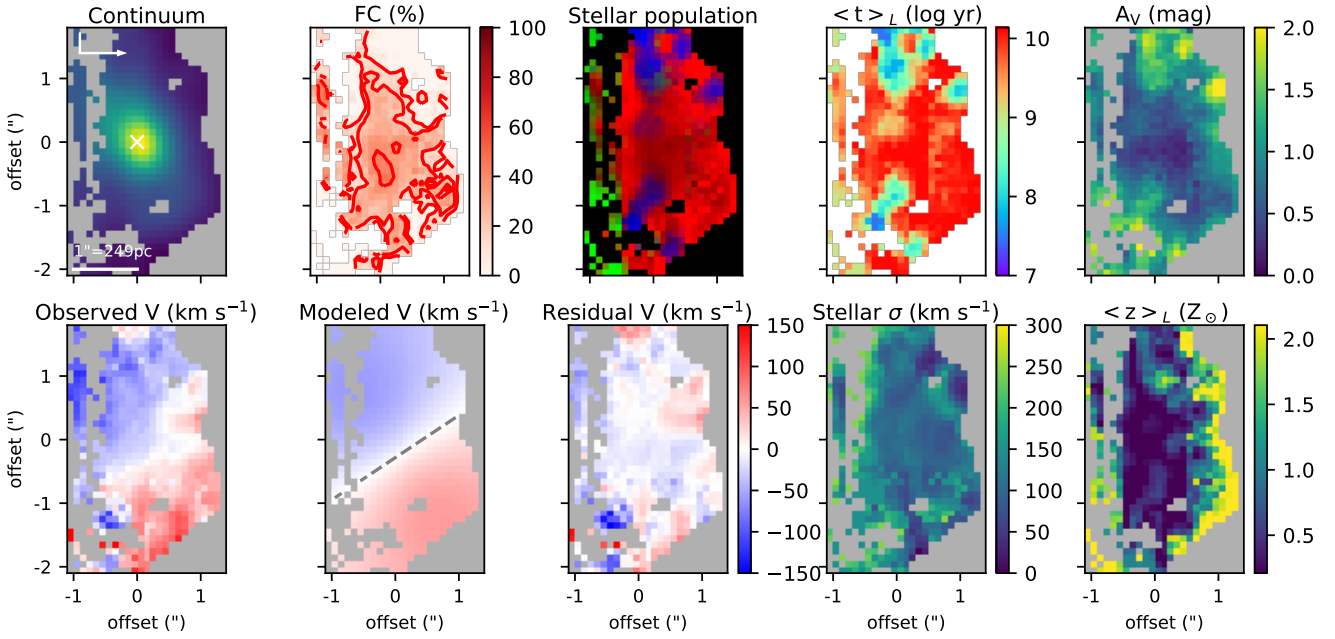 Continuum
FC (%)
Stellar population
< t >L (log yr)
AV (mag)
offset (")
1
0
-1
-2
1"=249pc
100
80
60
40
20
0
10
9
8
7
2.0
1.5
1.0
0.5
0.0
Observed V (km s⁻¹)
Modeled V (km s⁻¹)
Residual V (km s⁻¹)
Stellar σ (km s⁻¹)
< z >L (Z⊙)
offset (")
1
0
-1
-2
150
100
50
0
−50
−100
−150
300
250
200
150
100
50
0
2.0
1.5
1.0
0.5
-1 0 1
-1 0 1
-1 0 1
-1 0 1
-1 0 1
offset (")
offset (")
offset (")
offset (")
offset (")